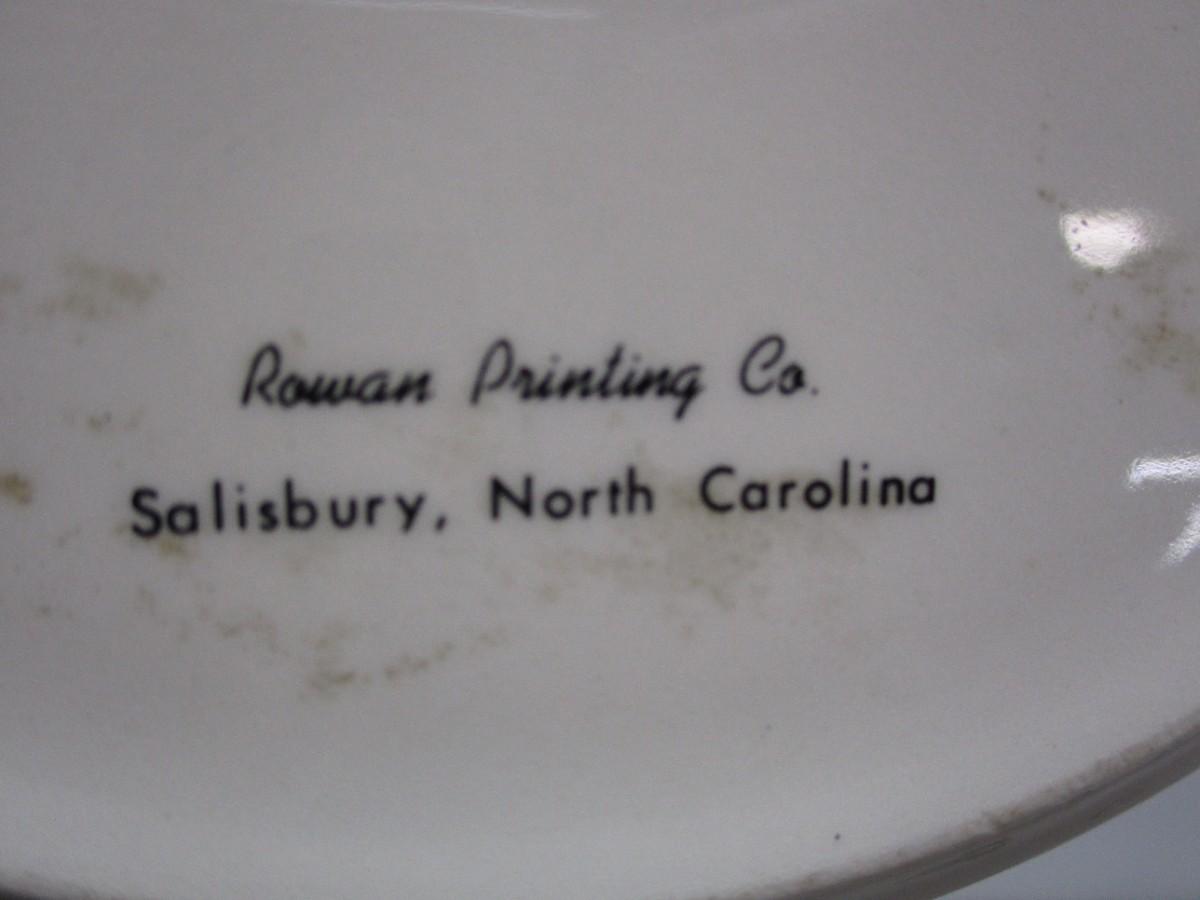 Rowan Printing Co.
Salisbury, North Carolina